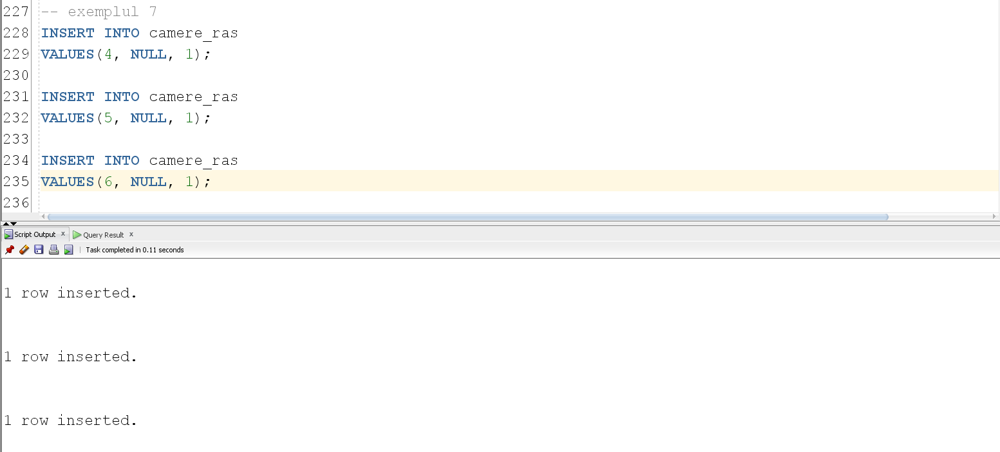 227 -- exemplul 7
228 INSERT INTO camere_ras
229 VALUES(4, NULL, 1);
230
231 INSERT INTO camere_ras
232 VALUES(5, NULL, 1);
233
234 INSERT INTO camere_ras
235 VALUES(6, NULL, 1);
236
Script Output x Query Result x
Task completed in 0.11 seconds
1 row inserted.
1 row inserted.
1 row inserted.